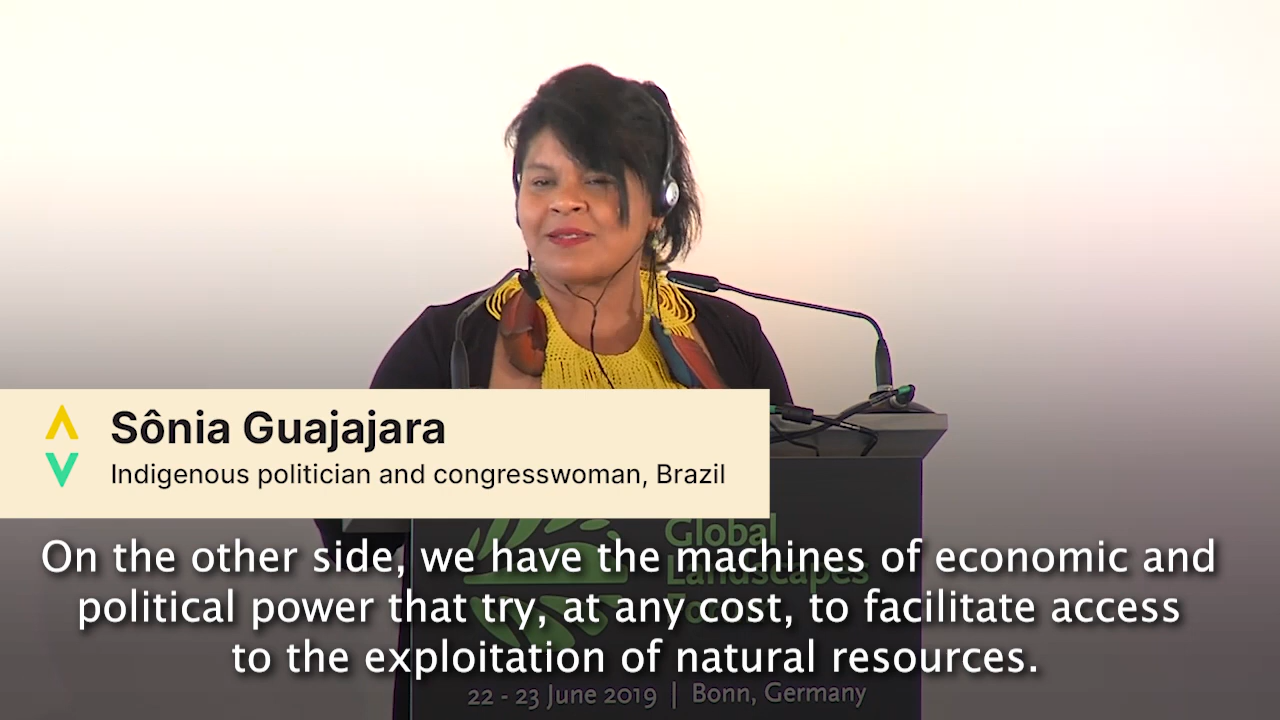 Sônia Guajajara
Indigenous politician and congresswoman, Brazil
Global
Landscapes
On the other side, we have the machines of economic and
political power that try, at any cost, to facilitate access
to the exploitation of natural resources.
22 - 23 June 2019 | Bonn, Germany